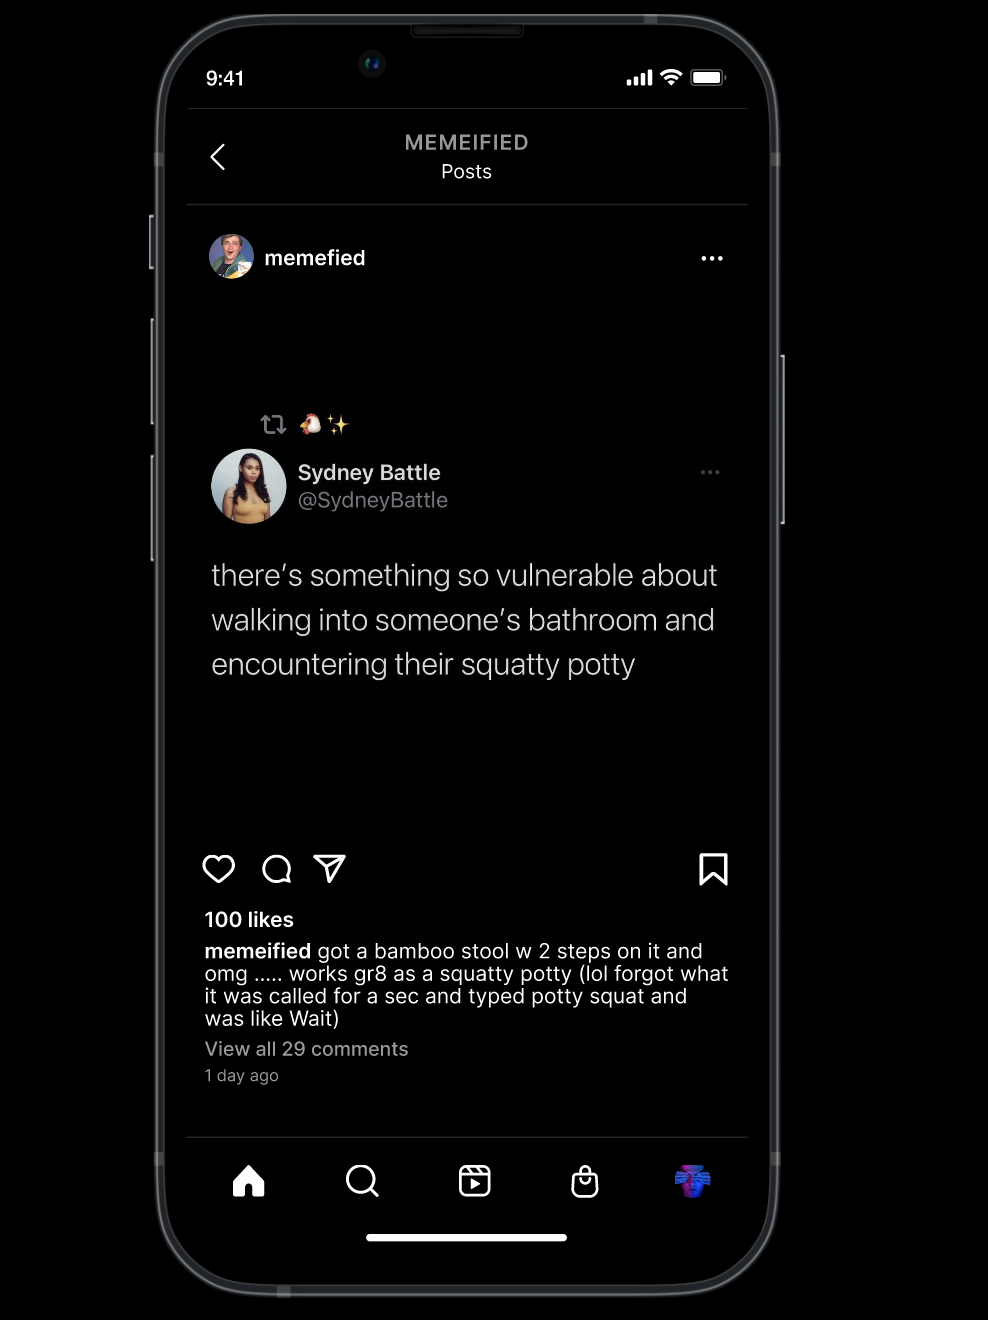 9:41
MEMEIFIED
Posts
memefied
Sydney Battle
@SydneyBattle
there's something so vulnerable about
walking into someone's bathroom and
encountering their squatty potty
100 likes
memeified got a bamboo stool w 2 steps on it and
omg ..... works gr8 as a squatty potty (lol forgot what
it was called for a sec and typed potty squat and
was like Wait)
View all 29 comments
1 day ago